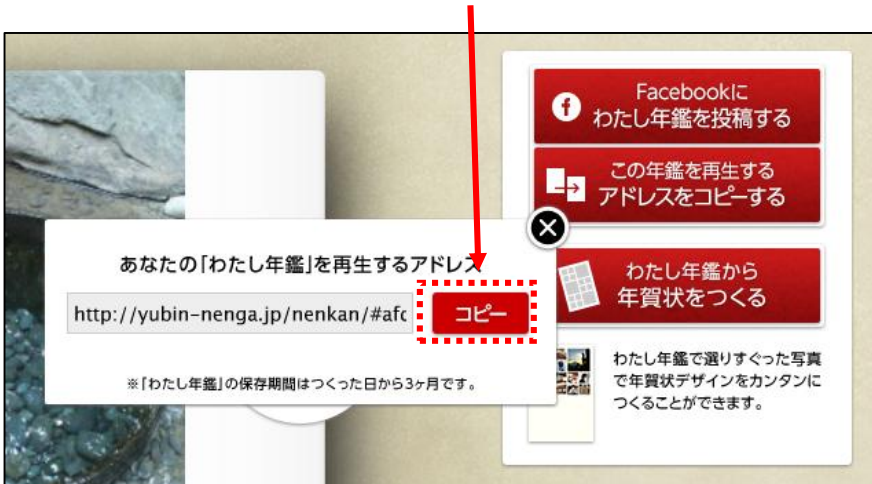 Facebookに
わたし年鑑を投稿する
この年鑑を再生する
アドレスをコピーする
あなたの「わたし年鑑」を再生するアドレス
http://yubin-nenga.jp/nenkan/#afc
コピー
※「わたし年鑑」の保存期間はつくった日から3ヶ月です。
わたし年鑑から
年賀状をつくる
わたし年鑑で選りすぐった写真
で年賀状デザインをカンタンに
つくることができます。